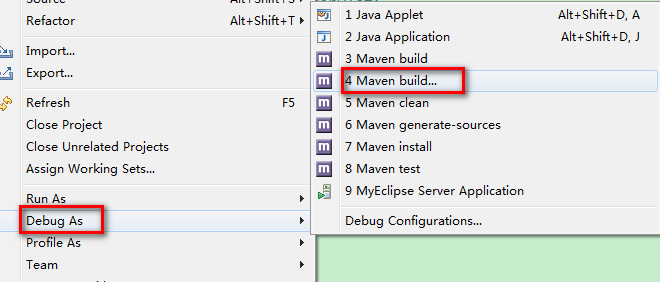 Source Alt+Shift+S
Refactor Alt+Shift+T
Import...
Export...
Refresh F5
Close Project
Close Unrelated Projects
Assign Working Sets...
Run As
Debug As
Profile As
Team
1 Java Applet Alt+Shift+D, A
2 Java Application Alt+Shift+D, J
3 Maven build
4 Maven build...
5 Maven clean
6 Maven generate-sources
7 Maven install
8 Maven test
9 MyEclipse Server Application
Debug Configurations...